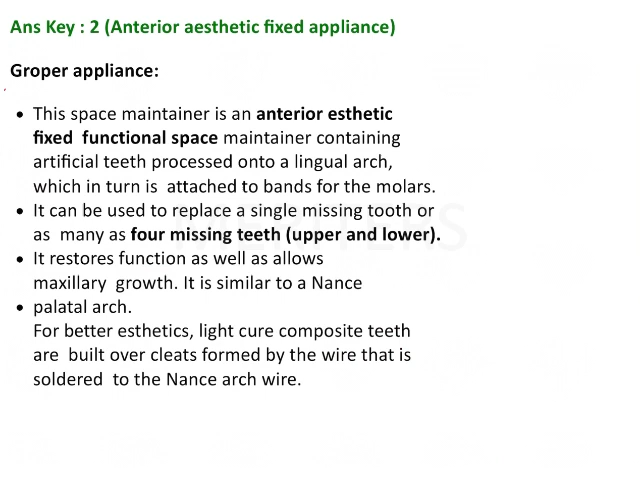 Ans Key : 2 (Anterior aesthetic fixed appliance)
Groper appliance:
• This space maintainer is an anterior esthetic
fixed functional space maintainer containing
artificial teeth processed onto a lingual arch,
which in turn is attached to bands for the molars.
• It can be used to replace a single missing tooth or
as many as four missing teeth (upper and lower).
• It restores function as well as allows
maxillary growth. It is similar to a Nance
• palatal arch.
For better esthetics, light cure composite teeth
are built over cleats formed by the wire that is
soldered to the Nance arch wire.